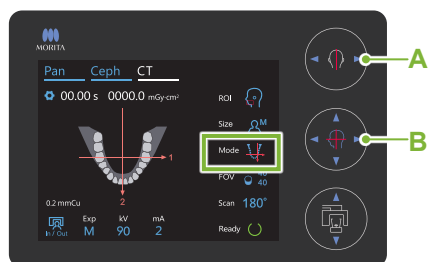 MORITA
Pan Ceph CT
00.00 s 0000.0 mGy·cm²
ROI
Size M
Mode
1
FOV 40
40
2
0.2 mmCu
Scan 180°
In / Out
Exp kV mA
M 90 2
Ready
A
B